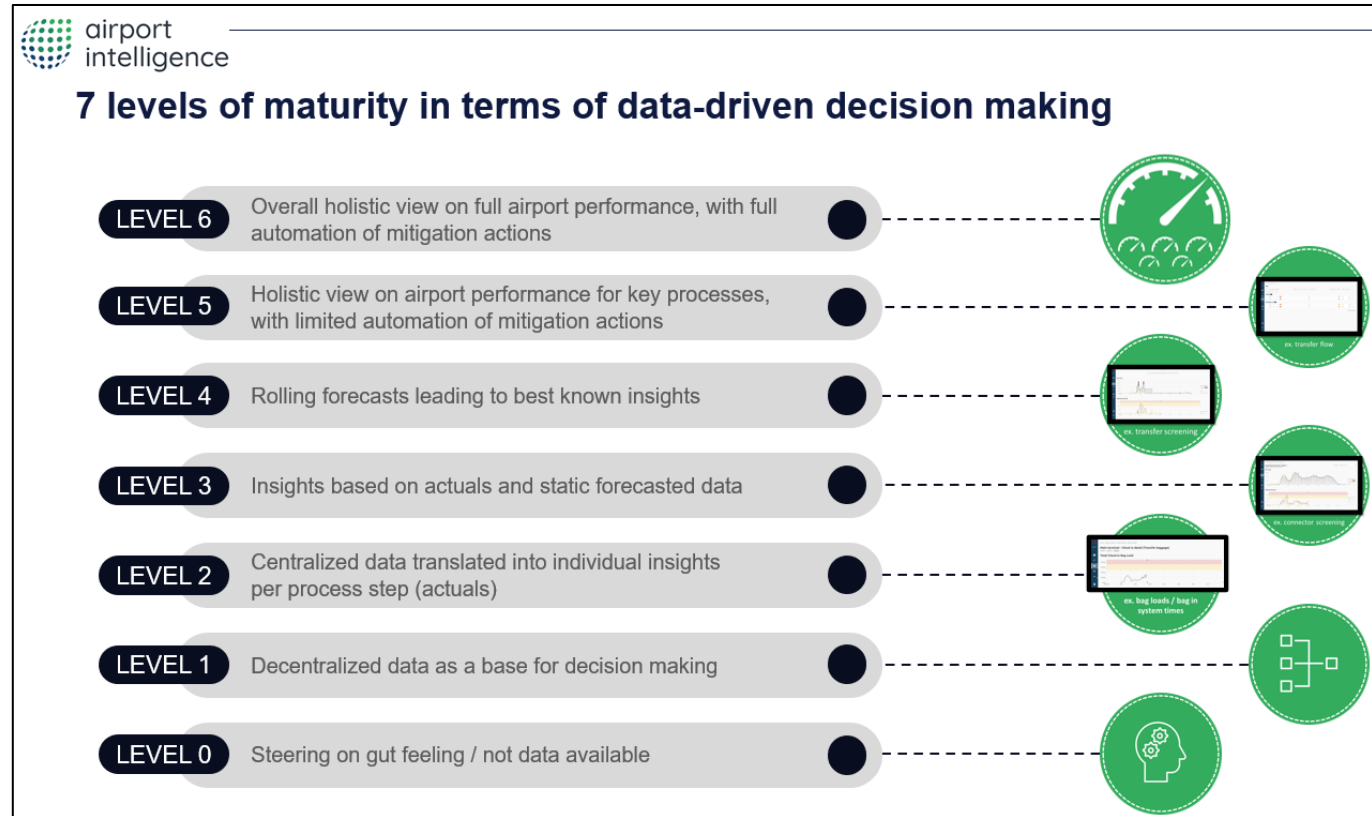 airport
intelligence
7 levels of maturity in terms of data-driven decision making
LEVEL 6
Overall holistic view on full airport performance, with full
automation of mitigation actions
LEVEL 5
Holistic view on airport performance for key processes,
with limited automation of mitigation actions
ex. transfer flow
LEVEL 4
Rolling forecasts leading to best known insights
ex. transfer screening
LEVEL 3
Insights based on actuals and static forecasted data
ex. connector screening
LEVEL 2
Centralized data translated into individual insights
per process step (actuals)
ex. bag loads / bag in
system times
LEVEL 1
Decentralized data as a base for decision making
LEVEL 0
Steering on gut feeling / not data available